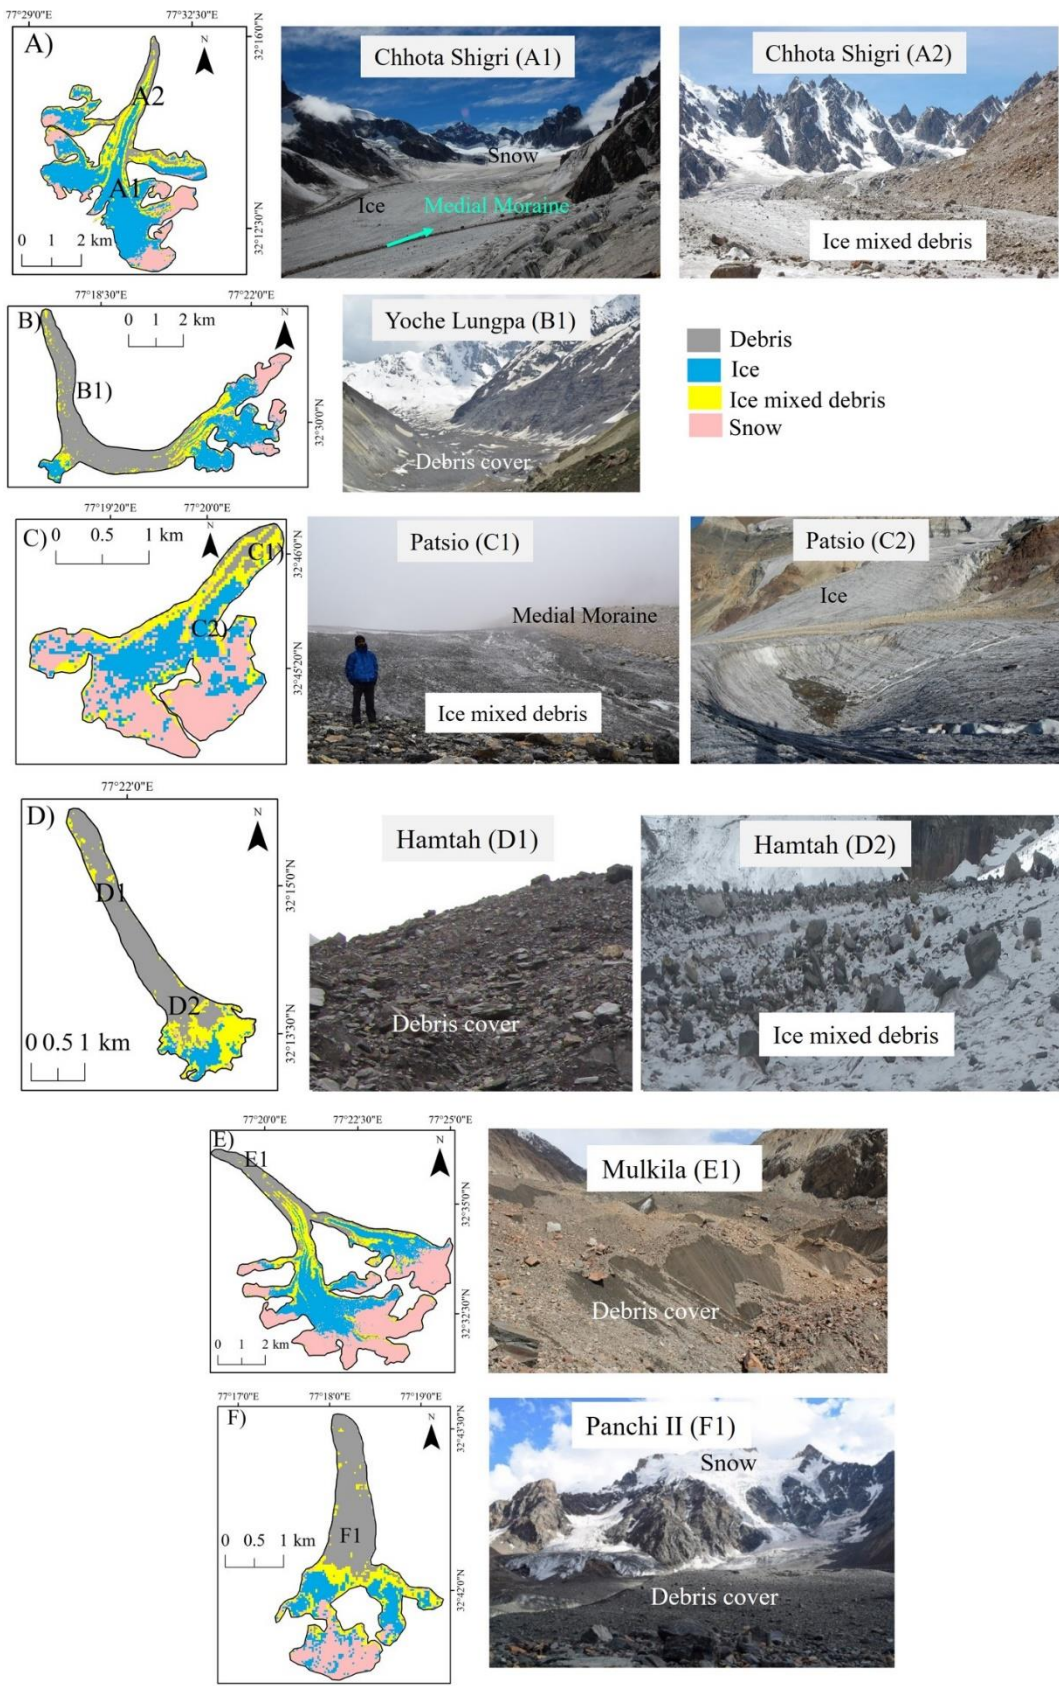 77°29'0"E
77°32'30"E
A)
N
32°16'0"N
A2
A1
32°12'30"N
0 1 2 km
Chhota Shigri (A1)
Snow
Ice
Medial Moraine
Chhota Shigri (A2)
Ice mixed debris
77°18'30"E
77°22'0"E
B)
0 1 2 km
N
B1)
32°30'0"N
Yoche Lungpa (B1)
Debris cover
Debris
Ice
Ice mixed debris
Snow
77°19'20"E
77°20'0"E
C)
0 0.5 1 km
N
C1)
32°46'0"N
C2)
32°45'20"N
Patsio (C1)
Medial Moraine
Ice mixed debris
Patsio (C2)
Ice
77°22'0"E
D)
N
D1
32°15'0"N
D2
32°13'30"N
0 0.5 1 km
Hamtah (D1)
Debris cover
Hamtah (D2)
Ice mixed debris
77°20'0"E
77°22'30"E
77°25'0"E
E)
E1
N
32°35'0"N
32°32'30"N
0 1 2 km
Mulkila (E1)
Debris cover
77°17'0"E
77°18'0"E
77°19'0"E
F)
N
32°43'30"N
F1
0 0.5 1 km
32°42'0"N
Panchi II (F1)
Snow
Debris cover